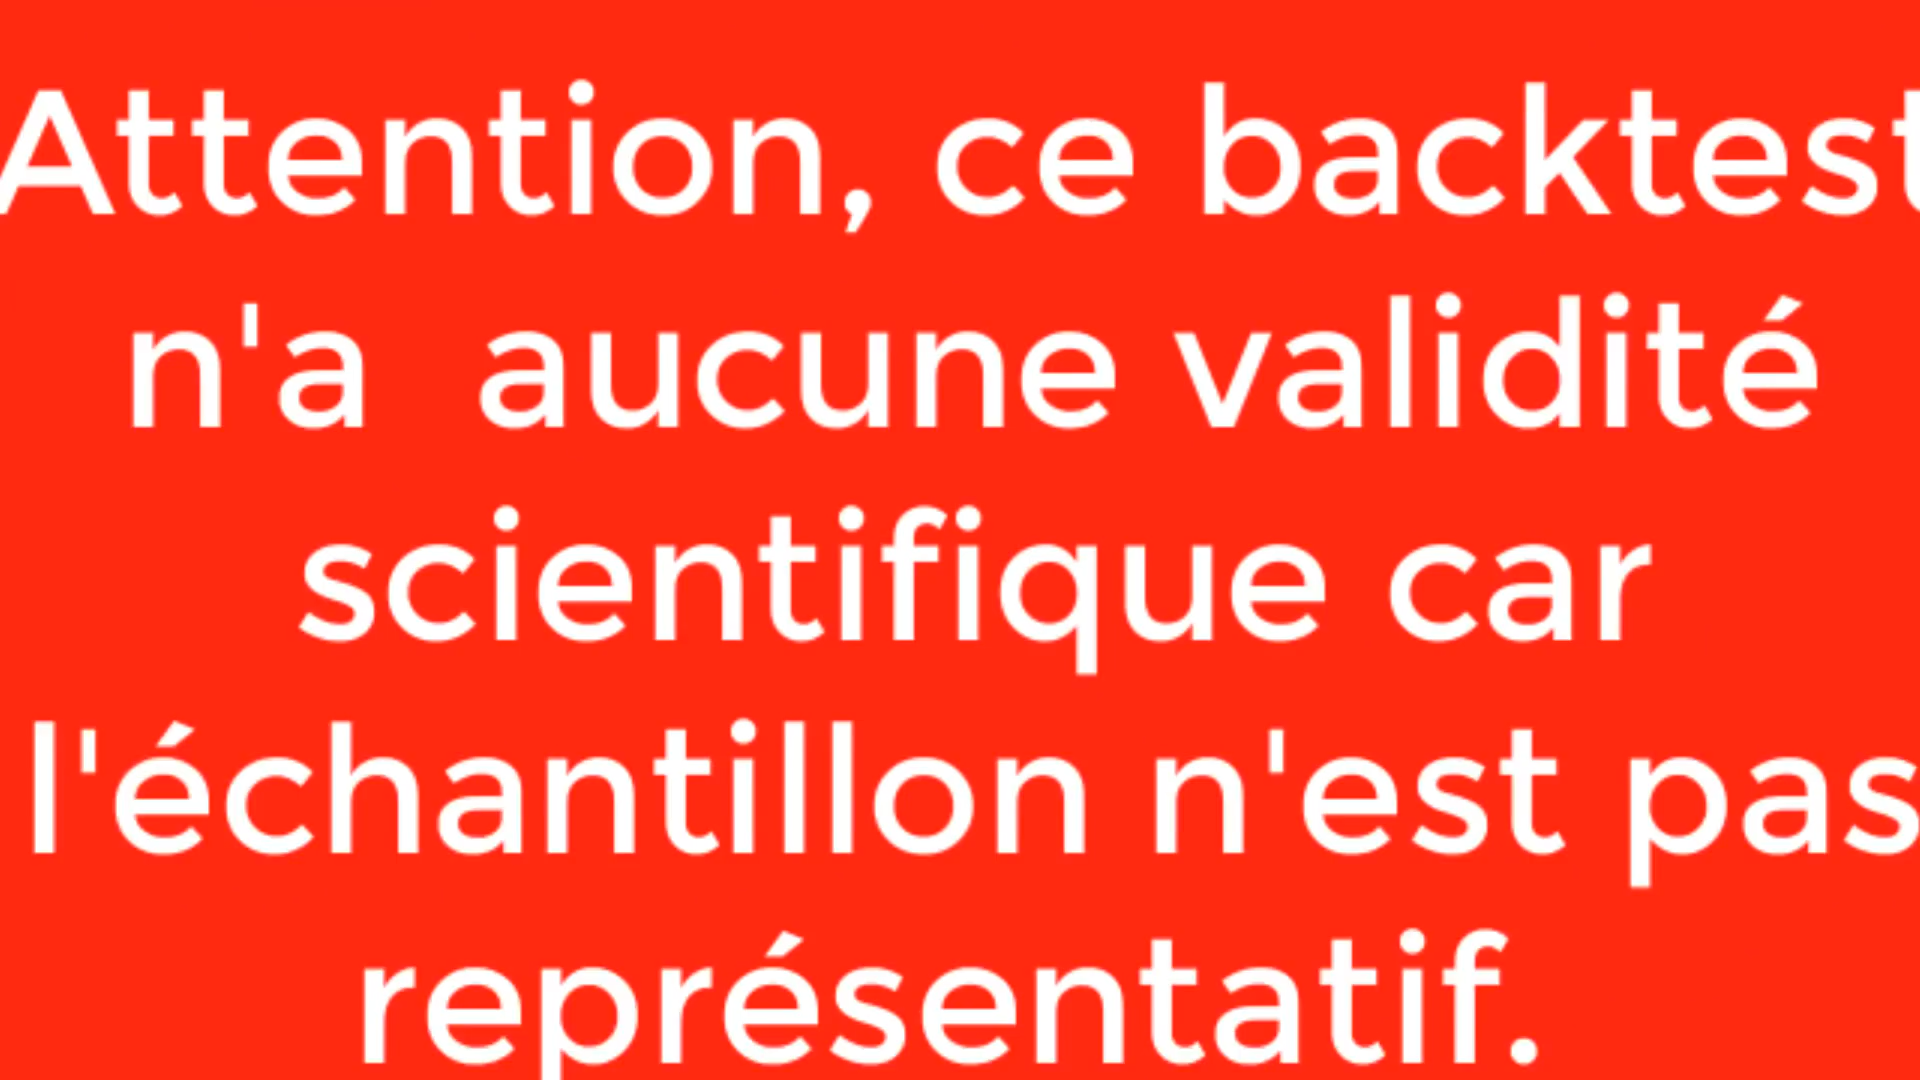 Attention, ce backtest
n'a  aucune validité
scientifique car
l'échantillon n'est pas
représentatif.